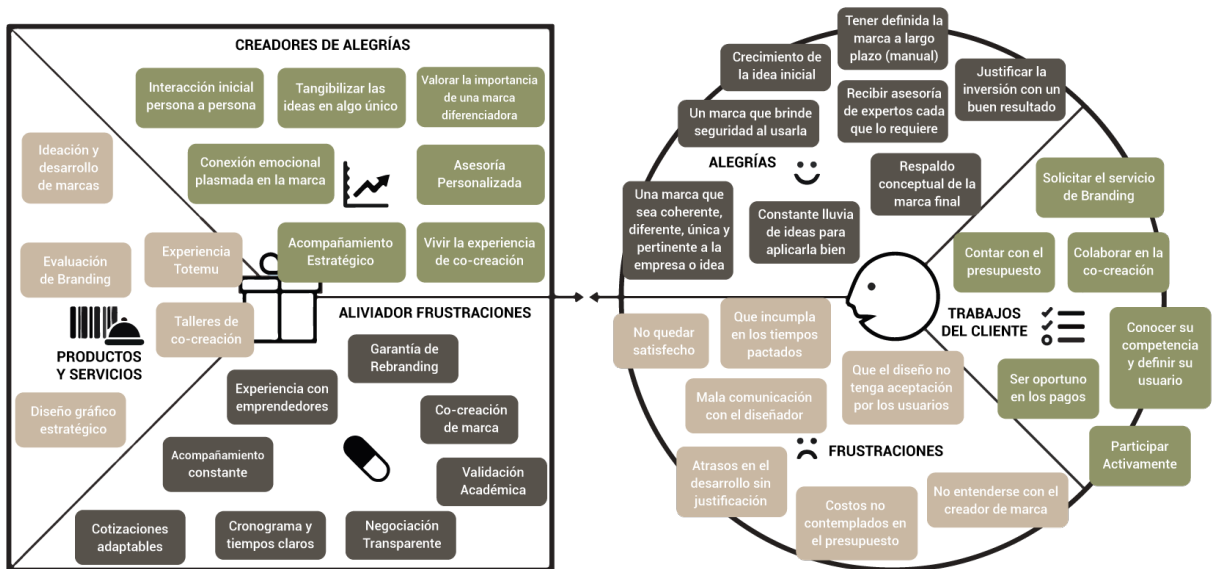 CREADORES DE ALEGRÍAS
Interacción inicial
persona a persona
Tangibilizar las
ideas en algo único
Valorar la importancia
de una marca
diferenciadora
Conexión emocional
plasmada en la marca
Asesoría
Personalizada
Acompañamiento
Estratégico
Vivir la experiencia
de co-creación
Ideación y
desarrollo
de marcas
Evaluación
de Branding
Experiencia
Totemu
Talleres de
co-creación
PRODUCTOS
Y SERVICIOS
Diseño gráfico
estratégico
ALIVIADOR FRUSTRACIONES
Garantía de
Rebranding
Experiencia con
emprendedores
Co-creación
de marca
Acompañamiento
constante
Validación
Académica
Cotizaciones
adaptables
Cronograma y
tiempos claros
Negociación
Transparente
Tener definida la
marca a largo
plazo (manual)
Crecimiento de
la idea inicial
Justificar la
inversión con un
buen resultado
Un marca que brinde
seguridad al usarla
Recibir asesoría
de expertos cada
que lo requiere
ALEGRÍAS
Respaldo
conceptual de la
marca final
Una marca que
sea coherente,
diferente, única y
pertinente a la
empresa o idea
Constante lluvia
de ideas para
aplicarla bien
Solicitar el servicio
de Branding
Contar con el
presupuesto
Colaborar en la
co-creación
TRABAJOS
DEL CLIENTE
Conocer su
competencia
y definir su
usuario
Ser oportuno
en los pagos
Participar
Activamente
No quedar
satisfecho
Que incumpla
en los tiempos
pactados
Mala comunicación
con el diseñador
Que el diseño no
tenga aceptación
por los usuarios
FRUSTRACIONES
Atrasos en el
desarrollo sin
justificación
Costos no
contemplados en
el presupuesto
No entenderse con el
creador de marca